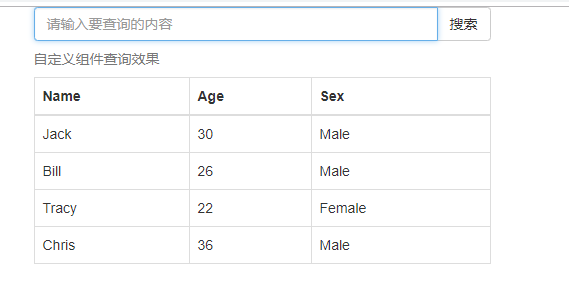 请输入要查询的内容 搜索
自定义组件查询效果
Name Age Sex
Jack 30 Male
Bill 26 Male
Tracy 22 Female
Chris 36 Male